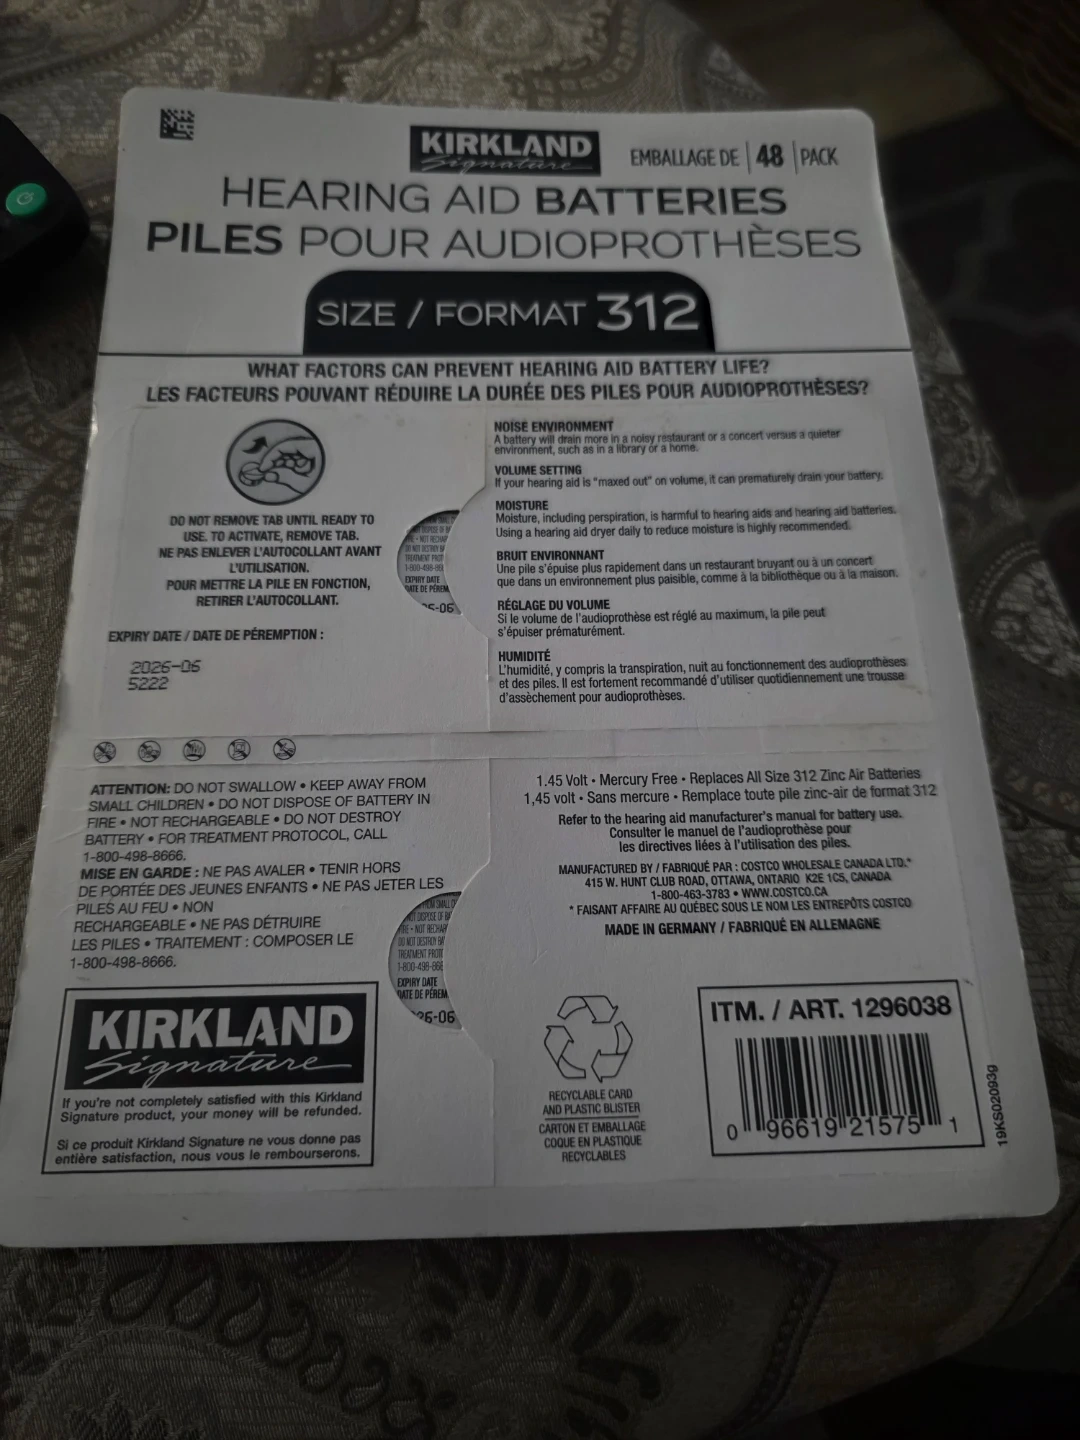 KIRKLAND
Signature
EMBALLAGE DE | 48 | PACK
HEARING AID BATTERIES
PILES POUR AUDIOPROTHÈSES
SIZE / FORMAT 312
WHAT FACTORS CAN PREVENT HEARING AID BATTERY LIFE?
LES FACTEURS POUVANT RÉDUIRE LA DURÉE DES PILES POUR AUDIOPROTHÈSES?
DO NOT REMOVE TAB UNTIL READY TO
USE. TO ACTIVATE, REMOVE TAB.
NE PAS ENLEVER L'AUTOCOLLANT AVANT
L'UTILISATION.
POUR METTRE LA PILE EN FONCTION,
RETIRER L'AUTOCOLLANT.
EXPIRY DATE / DATE DE PÉREMPTION :
2026-06
5222
EXPIRY DATE
DATE DE PÉREM
26-06
NOISE ENVIRONMENT
A battery will drain more in a noisy restaurant or a concert versus a quieter
environment, such as in a library or a home.
VOLUME SETTING
If your hearing aid is "maxed out" on volume, it can prematurely drain your battery.
MOISTURE
Moisture, including perspiration, is harmful to hearing aids and hearing aid batteries.
Using a hearing aid dryer daily to reduce moisture is highly recommended.
BRUIT ENVIRONNANT
Une pile s'épuise plus rapidement dans un restaurant bruyant ou à un concert
que dans un environnement plus paisible, comme à la bibliothèque ou à la maison.
RÉGLAGE DU VOLUME
Si le volume de l'audioprothèse est réglé au maximum, la pile peut
s'épuiser prématurément.
HUMIDITÉ
L'humidité, y compris la transpiration, nuit au fonctionnement des audioprothèses
et des piles. Il est fortement recommandé d'utiliser quotidiennement une trousse
d'assèchement pour audioprothèses.
ATTENTION: DO NOT SWALLOW • KEEP AWAY FROM
SMALL CHILDREN • DO NOT DISPOSE OF BATTERY IN
FIRE • NOT RECHARGEABLE • DO NOT DESTROY
BATTERY • FOR TREATMENT PROTOCOL, CALL
1-800-498-8666.
MISE EN GARDE : NE PAS AVALER • TENIR HORS
DE PORTÉE DES JEUNES ENFANTS • NE PAS JETER LES
PILES AU FEU • NON
RECHARGEABLE • NE PAS DÉTRUIRE
LES PILES • TRAITEMENT : COMPOSER LE
1-800-498-8666.
EXPIRY DATE
DATE DE PÉREM
26-06
1.45 Volt • Mercury Free • Replaces All Size 312 Zinc Air Batteries
1,45 volt • Sans mercure • Remplace toute pile zinc-air de format 312
Refer to the hearing aid manufacturer's manual for battery use.
Consulter le manuel de l'audioprothèse pour
les directives liées à l'utilisation des piles.
MANUFACTURED BY / FABRIQUÉ PAR : COSTCO WHOLESALE CANADA LTD.*
415 W. HUNT CLUB ROAD, OTTAWA, ONTARIO K2E 1C5, CANADA
1-800-463-3783 • WWW.COSTCO.CA
* FAISANT AFFAIRE AU QUÉBEC SOUS LE NOM LES ENTREPÔTS COSTCO
MADE IN GERMANY / FABRIQUÉ EN ALLEMAGNE
KIRKLAND
Signature
If you're not completely satisfied with this Kirkland
Signature product, your money will be refunded.
Si ce produit Kirkland Signature ne vous donne pas
entière satisfaction, nous vous le rembourserons.
RECYCLABLE CARD
AND PLASTIC BLISTER
CARTON ET EMBALLAGE
COQUE EN PLASTIQUE
RECYCLABLES
ITM. / ART. 1296038
0 96619 21575 1
19KS02093g